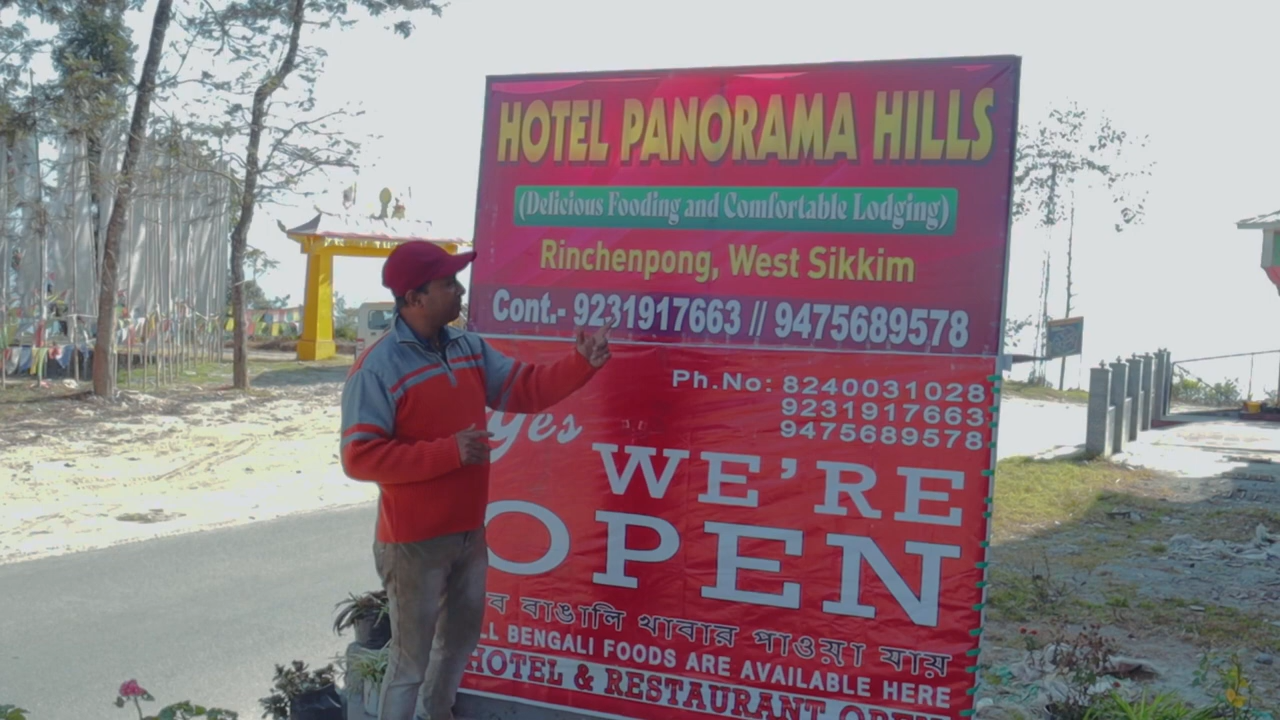 HOTEL PANORAMA HILLS
(Delicious Fooding and Comfortable Lodging)
Rinchenpong, West Sikkim
Cont.- 9231917663 // 9475689578
Ph.No: 8240031028
9231917663
9475689578
yes
WE'RE
OPEN
বাঙালি খাবার পাওয়া যায়
BENGALI FOODS ARE AVAILABLE HERE
HOTEL & RESTAURANT OPEN